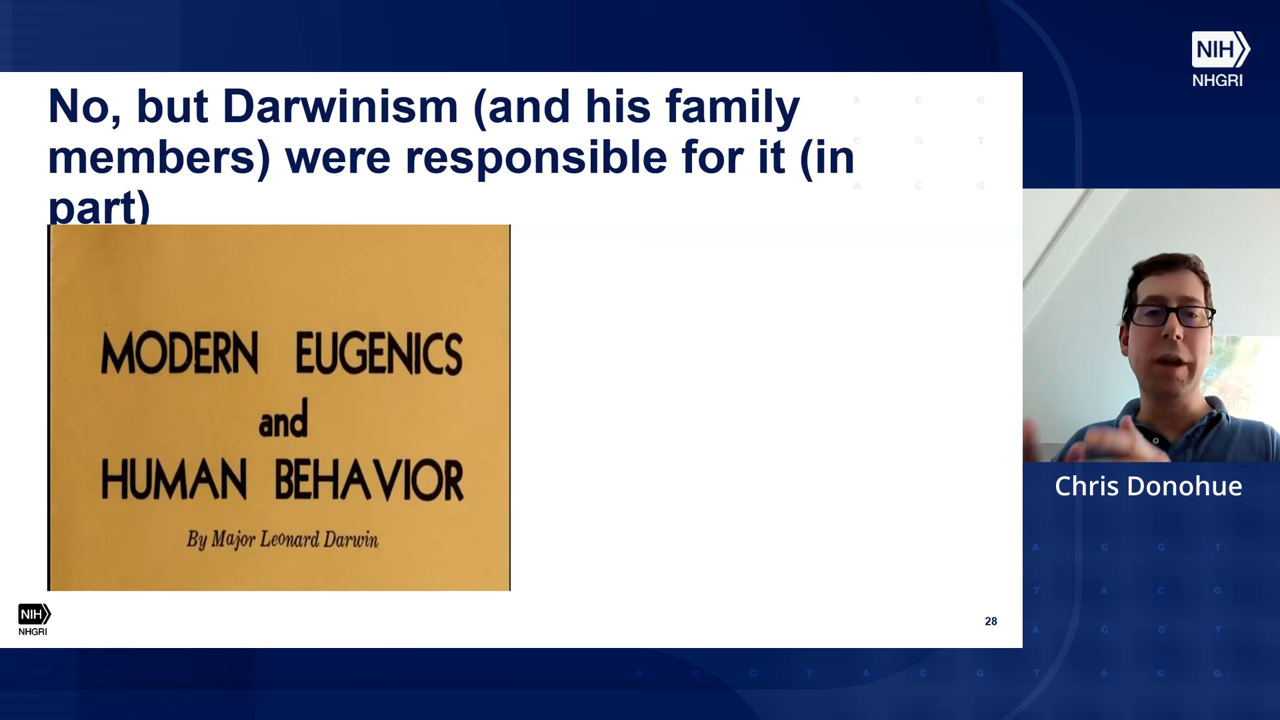 NIH
NHGRI
No, but Darwinism (and his family
members) were responsible for it (in
part)
MODERN EUGENICS
and
HUMAN BEHAVIOR
By Major Leonard Darwin
Chris Donohue
NIH
NHGRI
28
A C G
C G T
A C G
A C G T
T A C G
A C G T
A C G T A C G T A C G